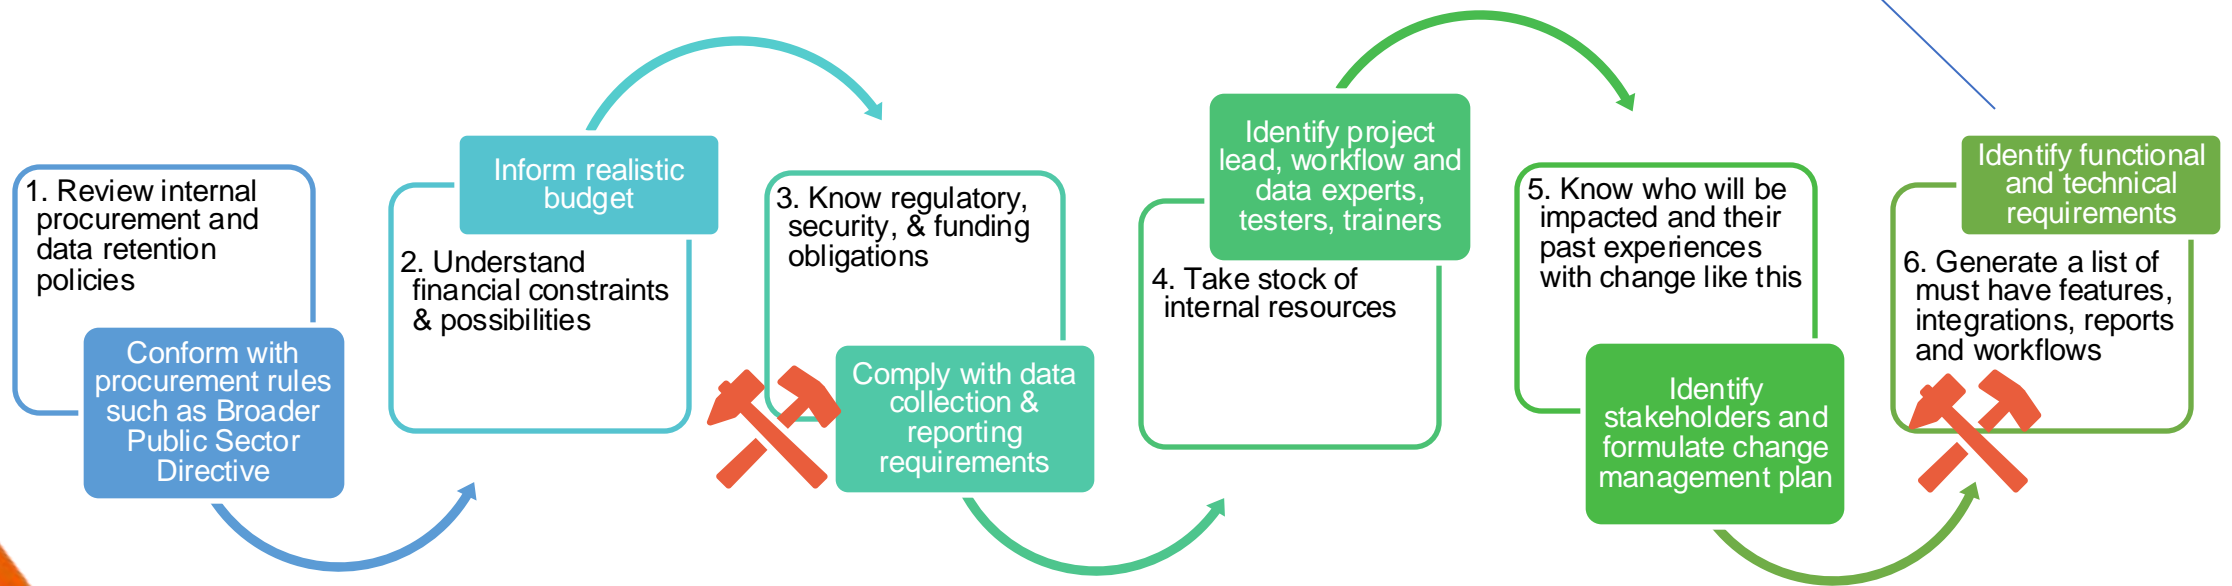 1. Review internal
procurement and
data retention
policies
Conform with
procurement rules
such as Broader
Public Sector
Directive
Inform realistic
budget
2. Understand
financial constraints
& possibilities
3. Know regulatory,
security, & funding
obligations
Comply with data
collection &
reporting
requirements
Identify project
lead, workflow and
data experts,
testers, trainers
4. Take stock of
internal resources
5. Know who will be
impacted and their
past experiences
with change like this
Identify
stakeholders and
formulate change
management plan
Identify functional
and technical
requirements
6. Generate a list of
must have features,
integrations, reports
and workflows